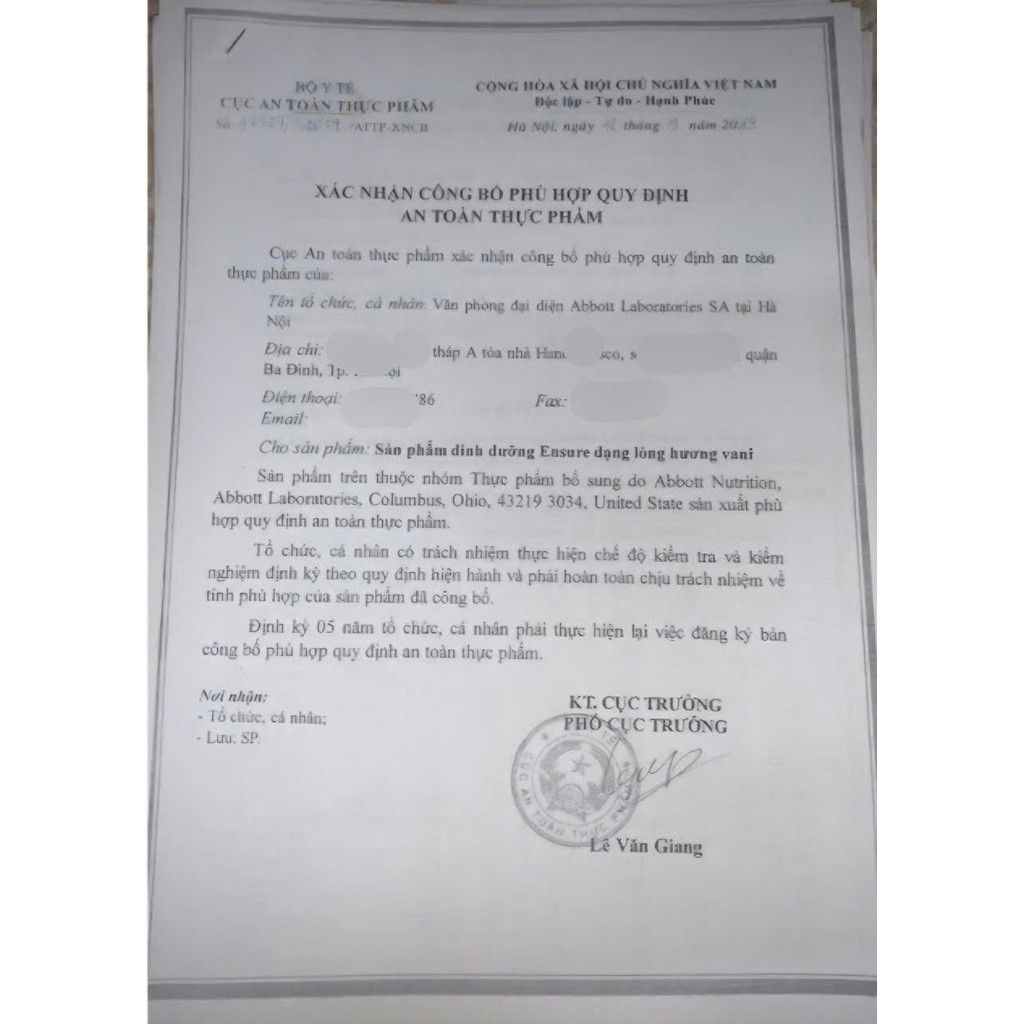 BỘ Y TẾ
CỤC AN TOÀN THỰC PHẨM
Số: /ATTP-XNCB
CỘNG HÒA XÃ HỘI CHỦ NGHĨA VIỆT NAM
Độc lập - Tự do - Hạnh Phúc
Hà Nội, ngày tháng năm 20
XÁC NHẬN CÔNG BỐ PHÙ HỢP QUY ĐỊNH
AN TOÀN THỰC PHẨM
Cục An toàn thực phẩm xác nhận công bố phù hợp quy định an toàn
thực phẩm của:
Tên tổ chức, cá nhân: Văn phòng đại diện Abbott Laboratories SA tại Hà
Nội
Địa chỉ: tháp A tòa nhà quận
Ba Đình,
Điện thoại: 86 Fax:
Email:
Cho sản phẩm: Sản phẩm dinh dưỡng Ensure dạng lỏng hương vani
Sản phẩm trên thuộc nhóm Thực phẩm bổ sung do Abbott Nutrition,
Abbott Laboratories, Columbus, Ohio, 43219 3034, United State sản xuất phù
hợp quy định an toàn thực phẩm.
Tổ chức, cá nhân có trách nhiệm thực hiện chế độ kiểm tra và kiểm
nghiệm định kỳ theo quy định hiện hành và phải hoàn toàn chịu trách nhiệm về
tính phù hợp của sản phẩm đã công bố.
Định kỳ 05 năm tổ chức, cá nhân phải thực hiện lại việc đăng ký bản
công bố phù hợp quy định an toàn thực phẩm.
Nơi nhận:
- Tổ chức, cá nhân;
- Lưu: SP.
KT. CỤC TRƯỞNG
PHÓ CỤC TRƯỞNG
CỤC AN TOÀN THỰC PHẨM
Lê Văn Giang